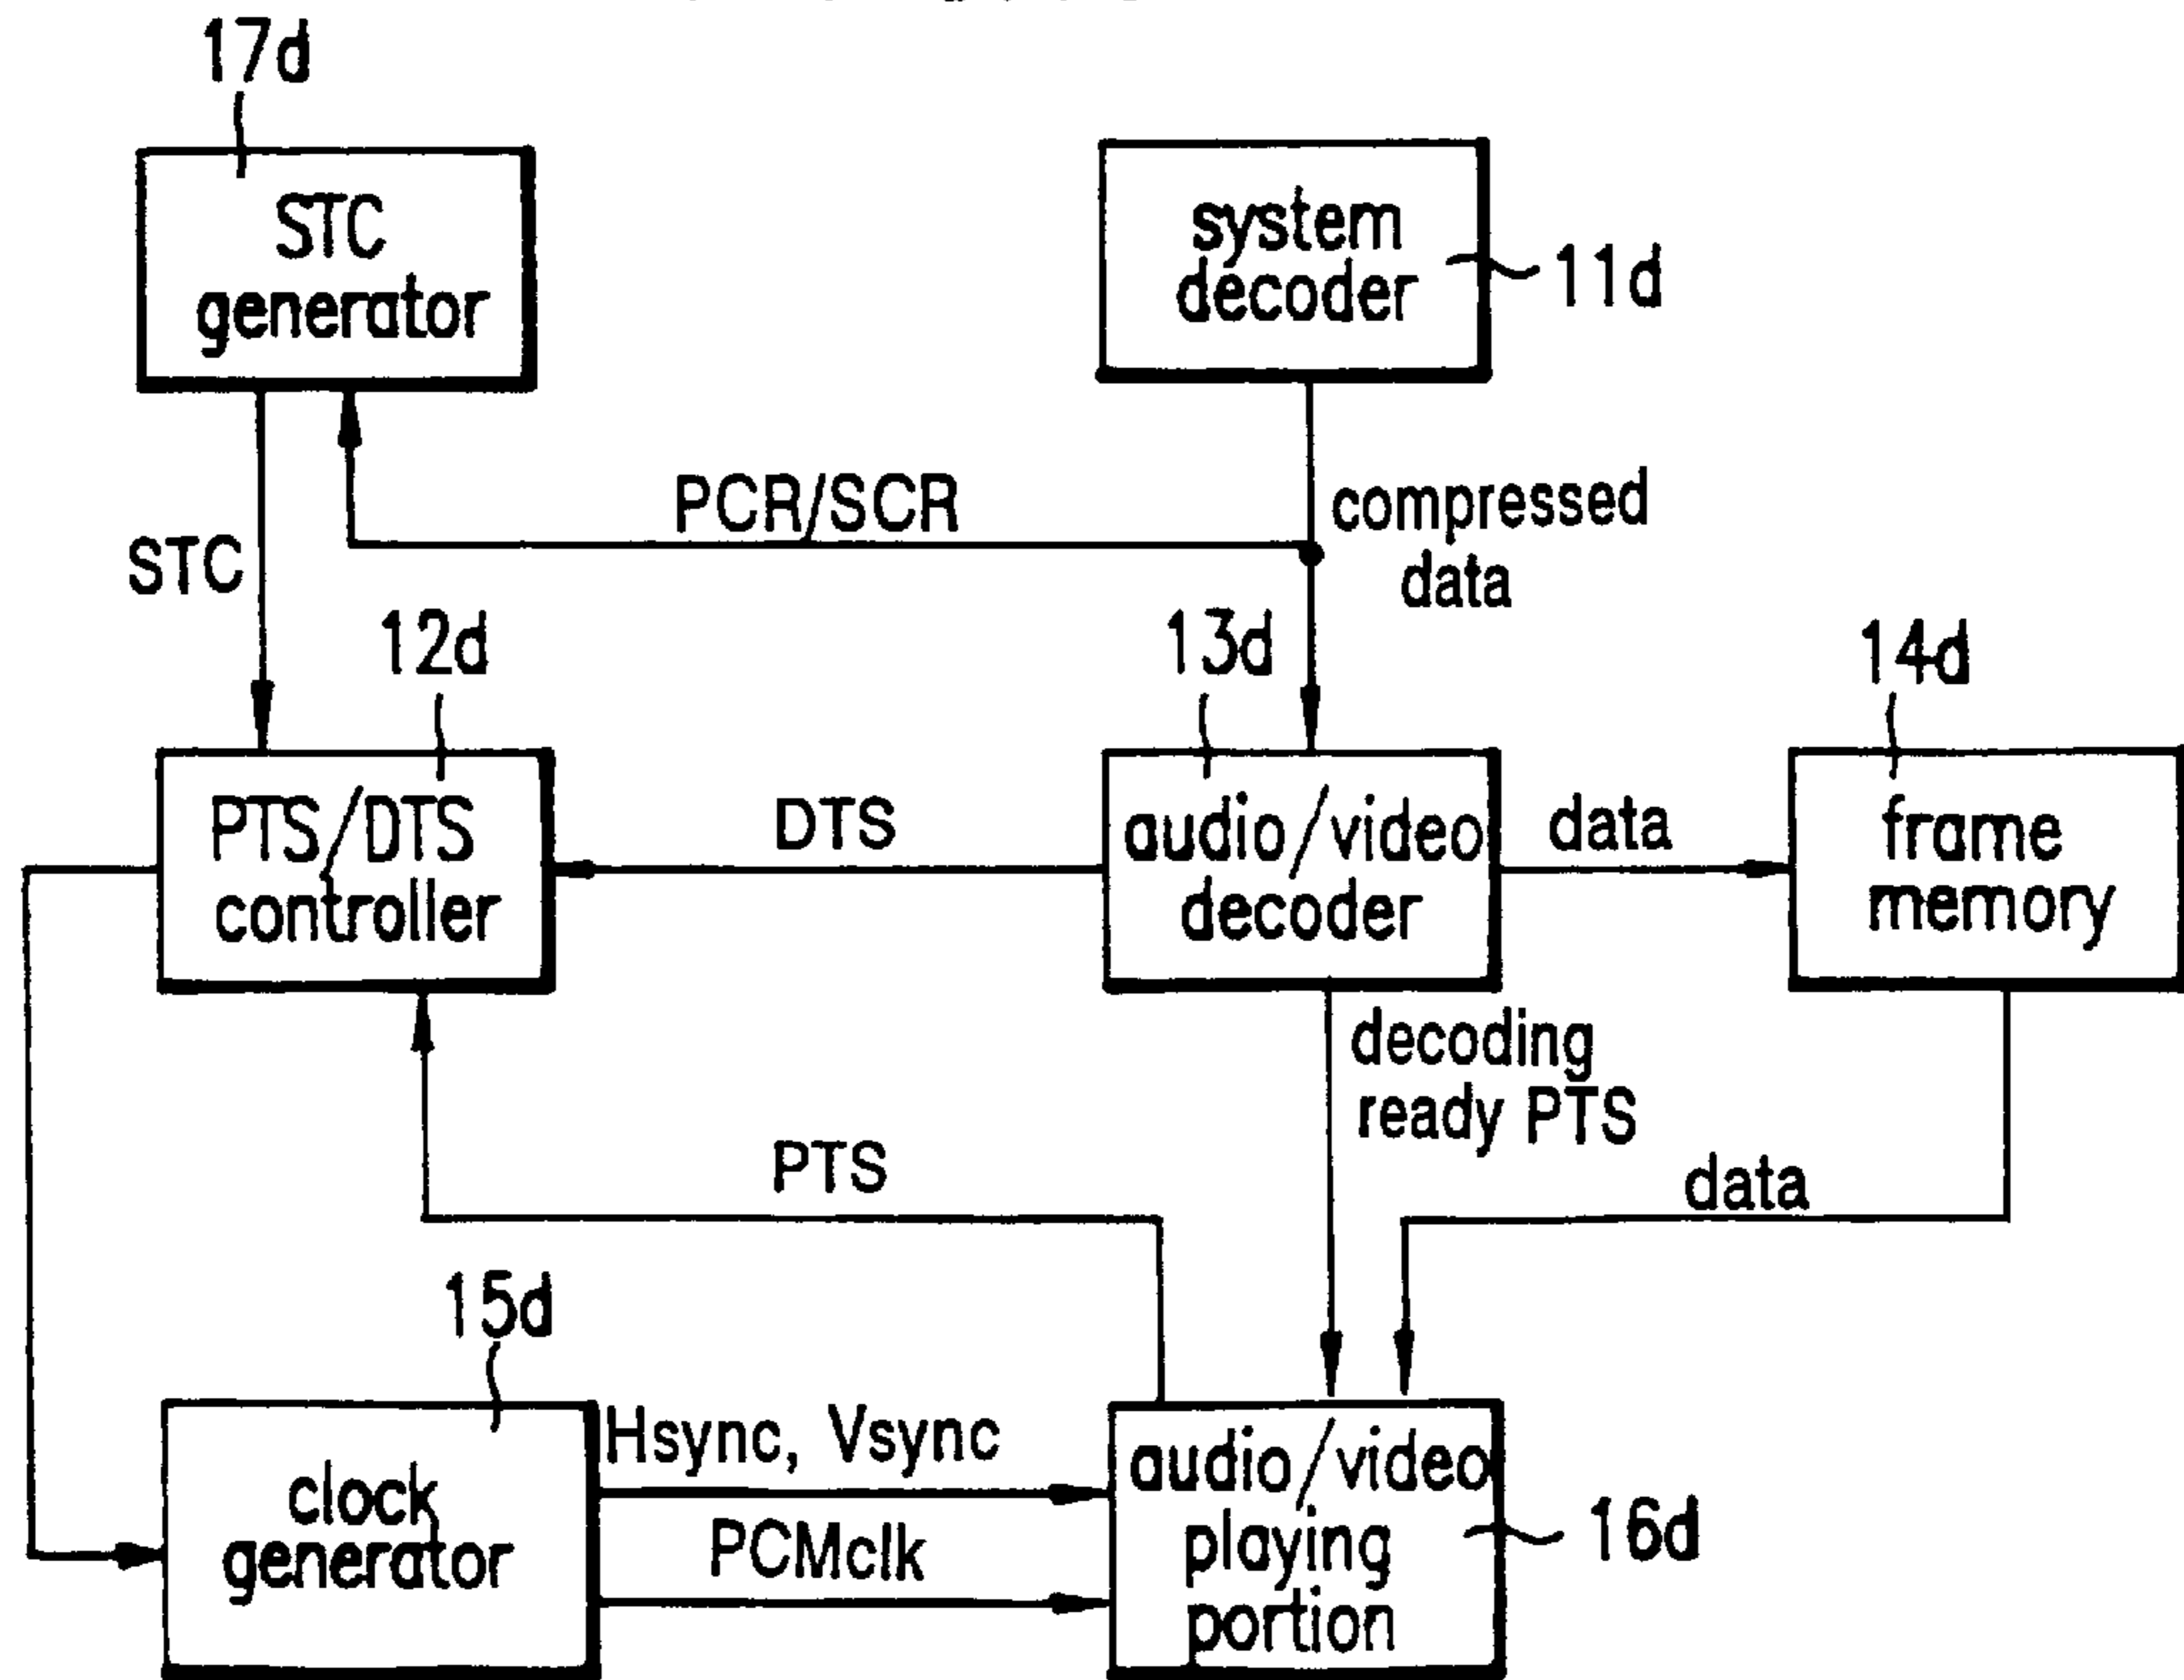 17d
STC
generator
system
decoder
11d
PCR/SCR
compressed
data
STC
12d
13d
14d
PTS/DTS
controller
DTS
audio/video
decoder
data
frame
memory
decoding
ready PTS
PTS
data
15d
clock
generator
Hsync, Vsync
PCMclk
audio/video
playing
portion
16d